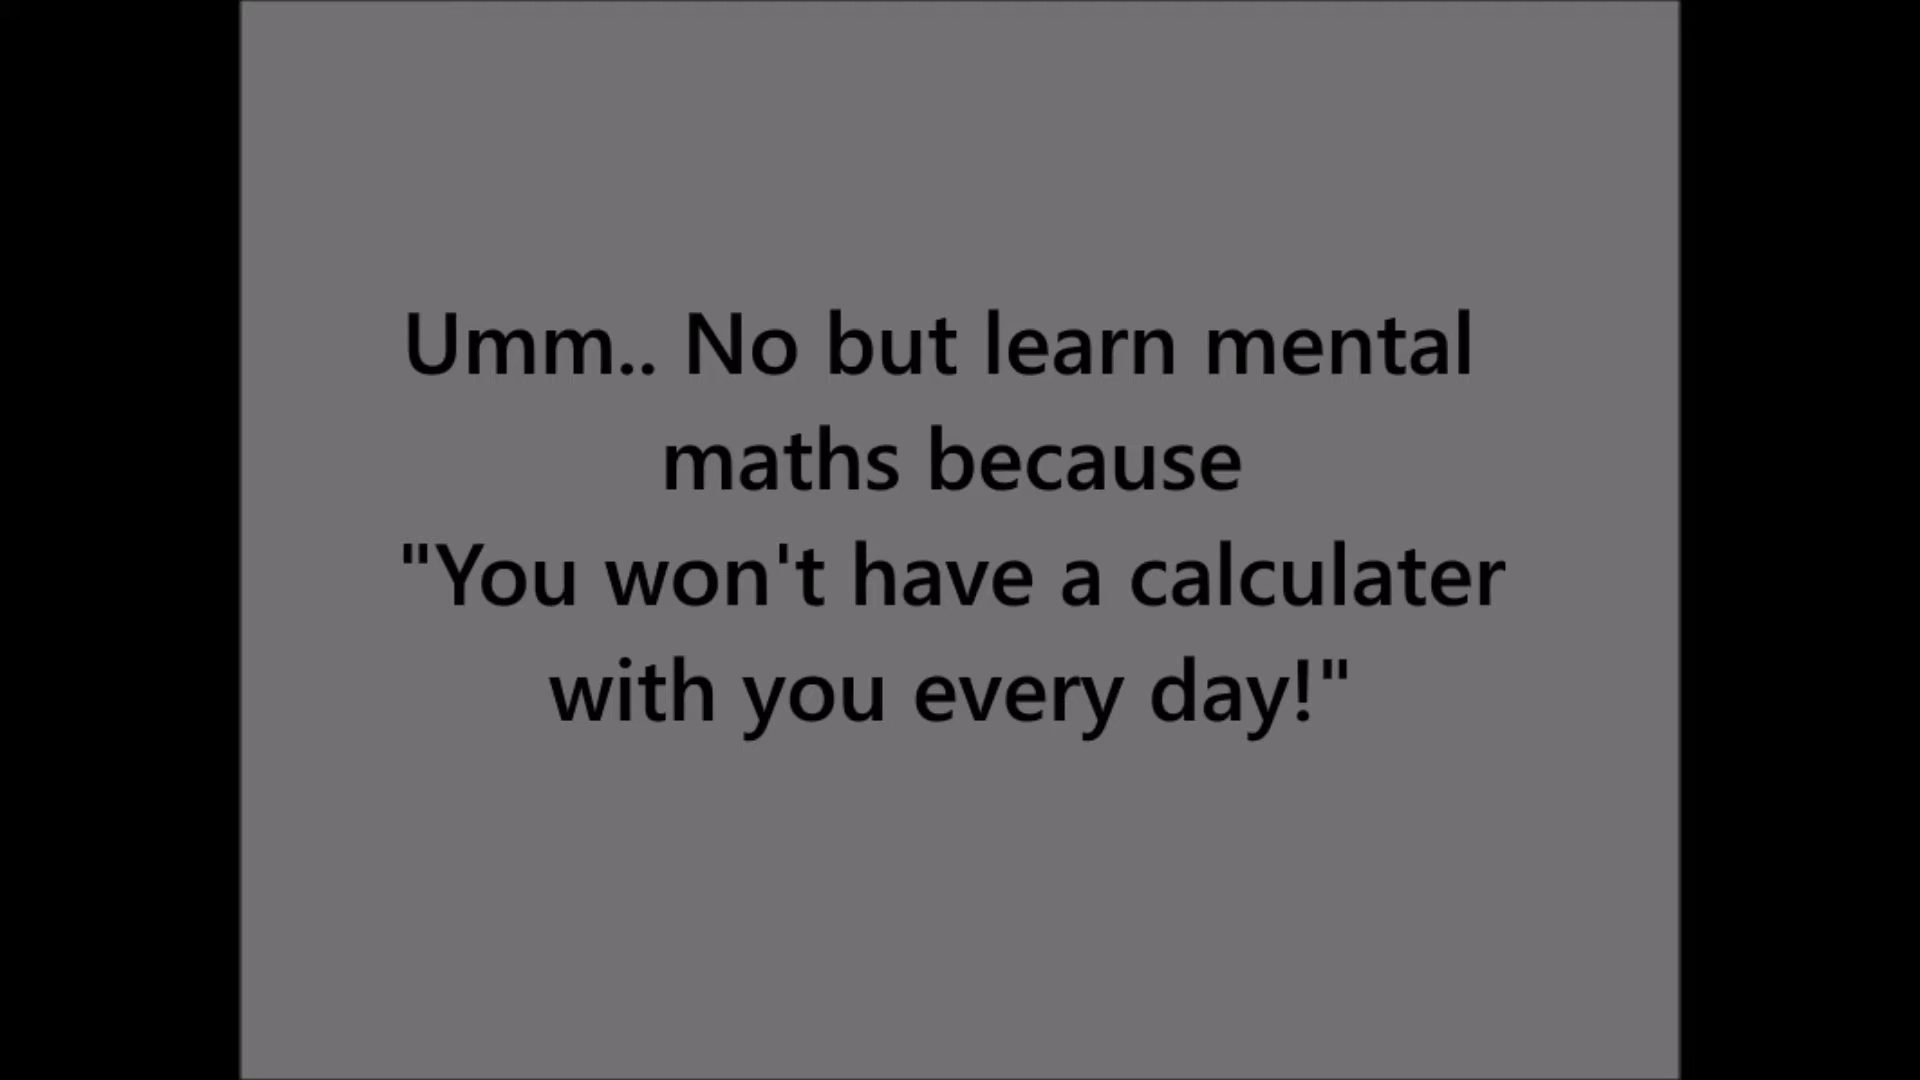 Umm.. No but learn mental
maths because
"You won't have a calculater
with you every day!"